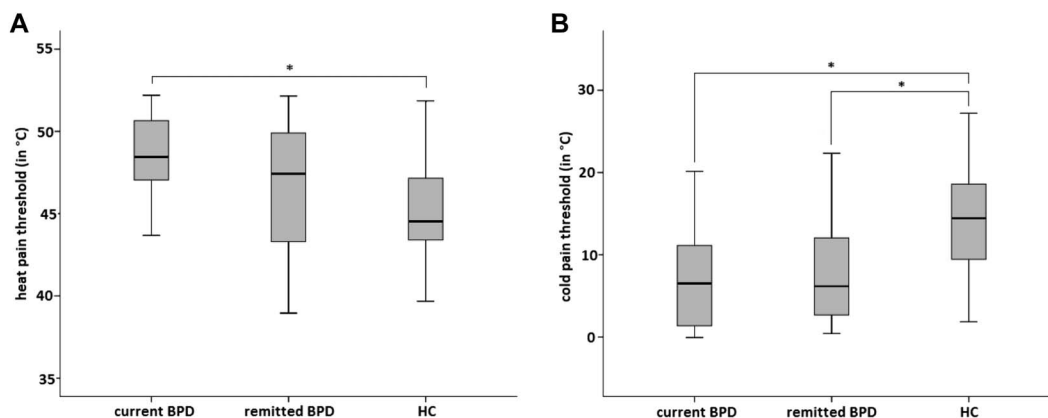 A
heat pain threshold (in °C)
55
50
45
40
35
*
current BPD
remitted BPD
HC
B
cold pain threshold (in °C)
30
20
10
0
*
*
current BPD
remitted BPD
HC